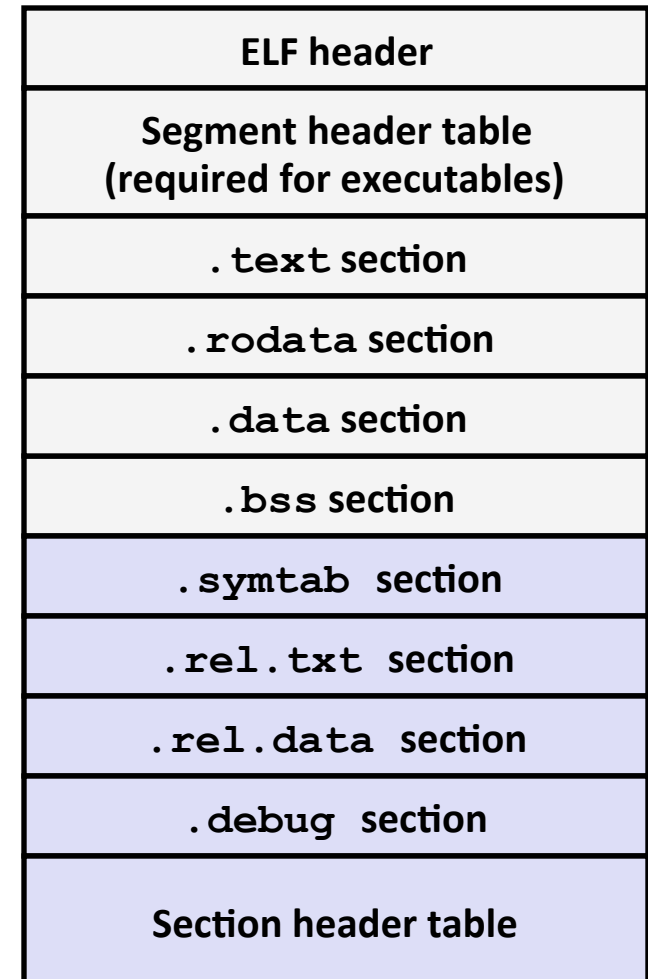 ELF header
Segment header table
(required for executables)
.text section
.rodata section
.data section
.bss section
.symtab section
.rel.txt section
.rel.data section
.debug section
Section header table